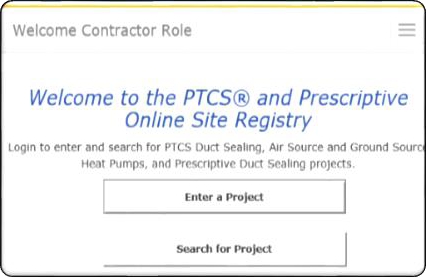 Welcome Contractor Role
Welcome to the PTCS® and Prescriptive
Online Site Registry
Login to enter and search for PTCS Duct Sealing, Air Source and Ground Source
Heat Pumps, and Prescriptive Duct Sealing projects.
Enter a Project
Search for Project